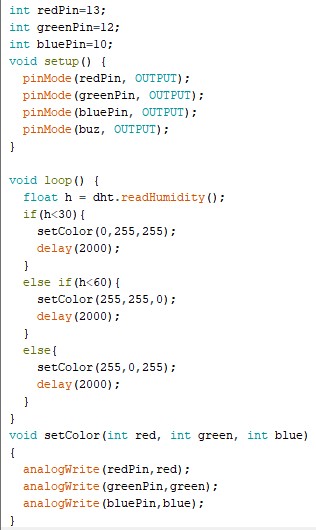 int redPin=13;
int greenPin=12;
int bluePin=10;
void setup() {
  pinMode(redPin, OUTPUT);
  pinMode(greenPin, OUTPUT);
  pinMode(bluePin, OUTPUT);
  pinMode(buz, OUTPUT);
}

void loop() {
  float h = dht.readHumidity();
  if(h<30){
    setColor(0,255,255);
    delay(2000);
  }
  else if(h<60){
    setColor(255,255,0);
    delay(2000);
  }
  else{
    setColor(255,0,255);
    delay(2000);
  }
}
void setColor(int red, int green, int blue)
{
  analogWrite(redPin,red);
  analogWrite(greenPin,green);
  analogWrite(bluePin,blue);
}